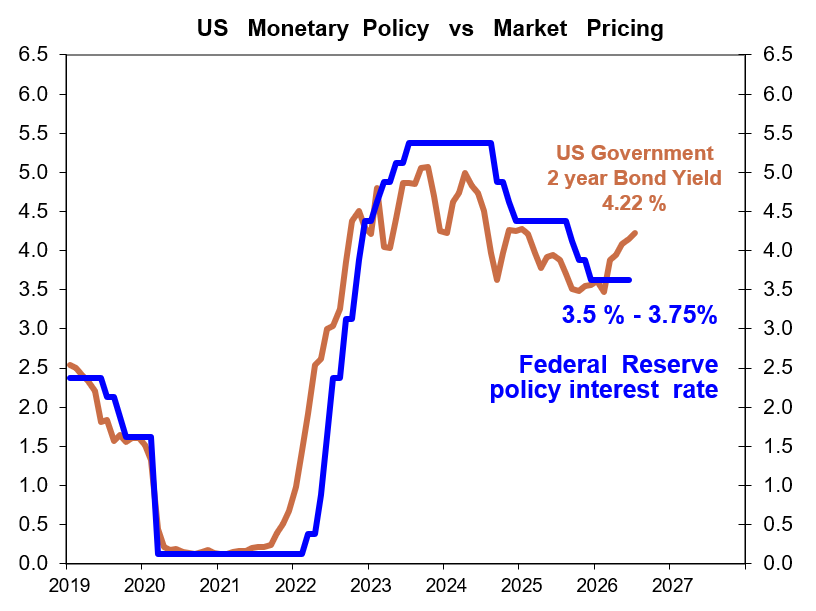 US Monetary Policy vs Market Pricing
6.5 6.5
6.0 6.0
5.5 5.5
US Government
5.0 5.0
2 year Bond Yield
4.5 4.5
4.22 %
4.0 4.0
3.5 3.5
3.5 % - 3.75%
3.0 3.0
2.5 2.5
Federal Reserve
policy interest rate
2.0 2.0
1.5 1.5
1.0 1.0
0.5 0.5
0.0 0.0
2019 2020 2021 2022 2023 2024 2025 2026 2027